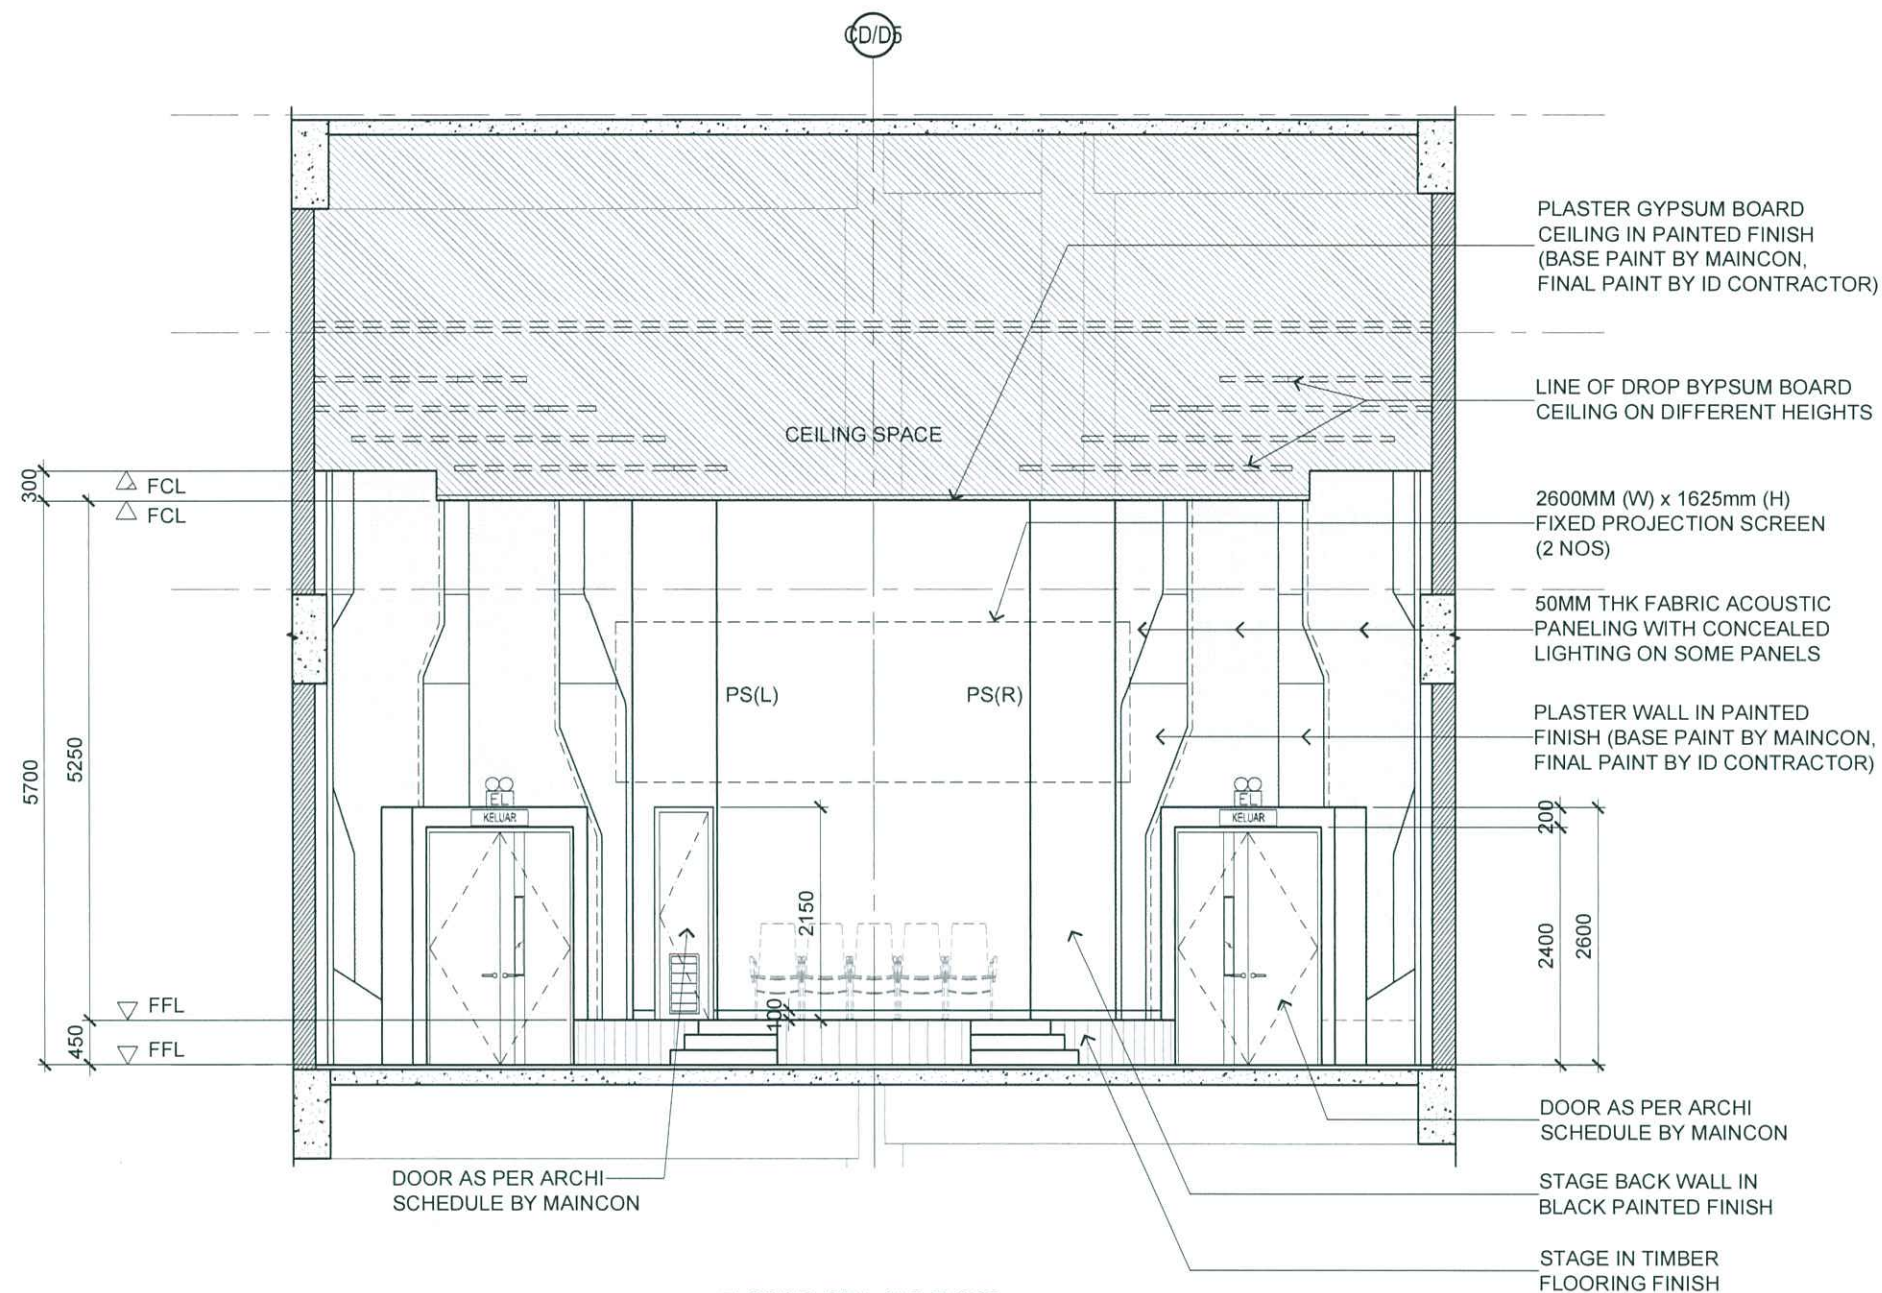 CD/D5
PLASTER GYPSUM BOARD
CEILING IN PAINTED FINISH
(BASE PAINT BY MAINCON,
FINAL PAINT BY ID CONTRACTOR)
LINE OF DROP BYPSUM BOARD
CEILING ON DIFFERENT HEIGHTS
CEILING SPACE
300
FCL
FCL
2600MM (W) x 1625mm (H)
FIXED PROJECTION SCREEN
(2 NOS)
50MM THK FABRIC ACOUSTIC
PANELING WITH CONCEALED
LIGHTING ON SOME PANELS
PS(L)
PS(R)
PLASTER WALL IN PAINTED
FINISH (BASE PAINT BY MAINCON,
FINAL PAINT BY ID CONTRACTOR)
5700
5250
EL
KELUAR
EL
KELUAR
200
2150
2400
2600
100
FFL
450
FFL
DOOR AS PER ARCHI
SCHEDULE BY MAINCON
DOOR AS PER ARCHI
SCHEDULE BY MAINCON
STAGE BACK WALL IN
BLACK PAINTED FINISH
STAGE IN TIMBER
FLOORING FINISH